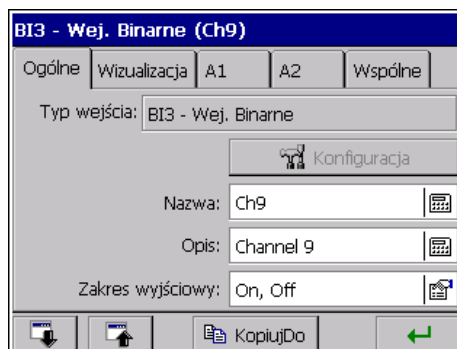 BI3 - Wej. Binarne (Ch9)
Ogólne Wizualizacja A1 A2 Wspólne
Typ wejścia: BI3 - Wej. Binarne
Konfiguracja
Nazwa: Ch9
Opis: Channel 9
Zakres wyjściowy: On, Off
KopiujDo